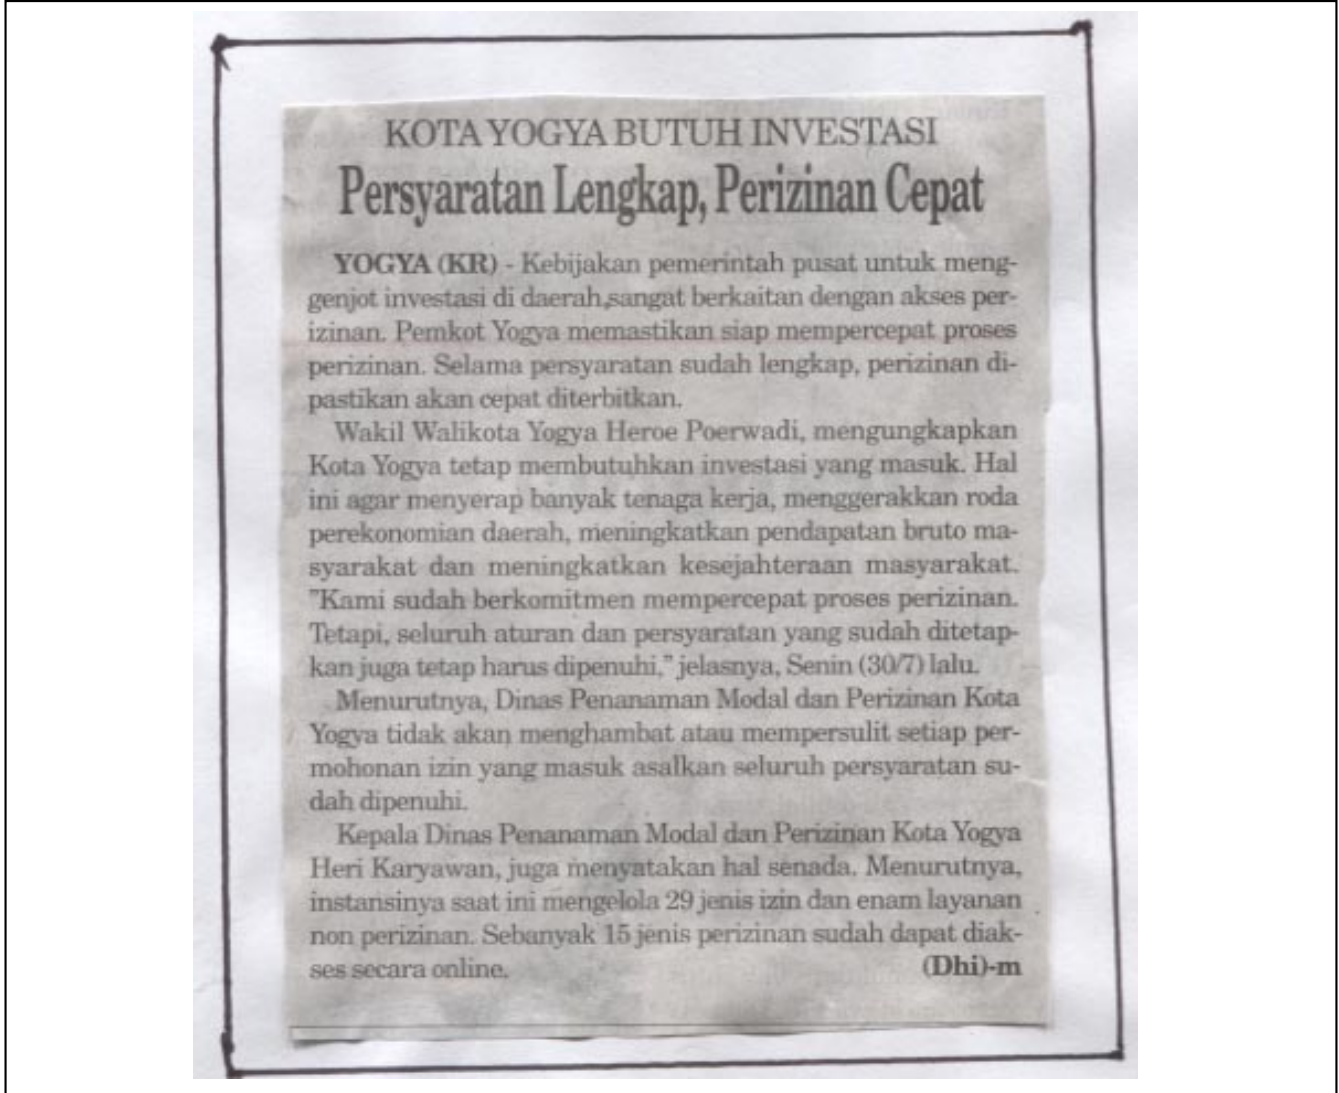 KOTA YOGYA BUTUH INVESTASI
Persyaratan Lengkap, Perizinan Cepat
YOGYA (KR) - Kebijakan pemerintah pusat untuk meng-
genjot investasi di daerah,sangat berkaitan dengan akses per-
izinan. Pemkot Yogya memastikan siap mempercepat proses
perizinan. Selama persyaratan sudah lengkap, perizinan di-
pastikan akan cepat diterbitkan.
Wakil Walikota Yogya Heroe Poerwadi, mengungkapkan
Kota Yogya tetap membutuhkan investasi yang masuk. Hal
ini agar menyerap banyak tenaga kerja, menggerakkan roda
perekonomian daerah, meningkatkan pendapatan bruto ma-
syarakat dan meningkatkan kesejahteraan masyarakat.
"Kami sudah berkomitmen mempercepat proses perizinan.
Tetapi, seluruh aturan dan persyaratan yang sudah ditetap-
kan juga tetap harus dipenuhi," jelasnya, Senin (30/7) lalu.
Menurutnya, Dinas Penanaman Modal dan Perizinan Kota
Yogya tidak akan menghambat atau mempersulit setiap per-
mohonan izin yang masuk asalkan seluruh persyaratan su-
dah dipenuhi.
Kepala Dinas Penanaman Modal dan Perizinan Kota Yogya
Heri Karyawan, juga menyatakan hal senada. Menurutnya,
instansinya saat ini mengelola 29 jenis izin dan enam layanan
non perizinan. Sebanyak 15 jenis perizinan sudah dapat diak-
ses secara online. (Dhi)-m